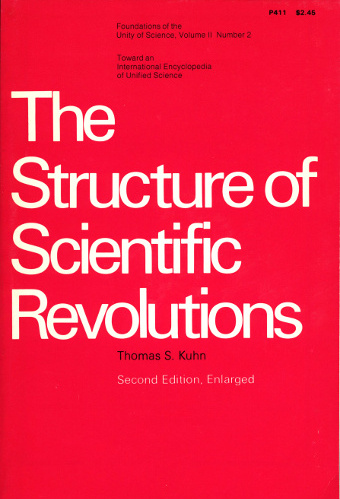 P411 $2.45
Foundations of the
Unity of Science, Volume II Number 2
Toward an
International Encyclopedia
of Unified Science
The
Structure of
Scientific
Revolutions
Thomas S. Kuhn
Second Edition, Enlarged